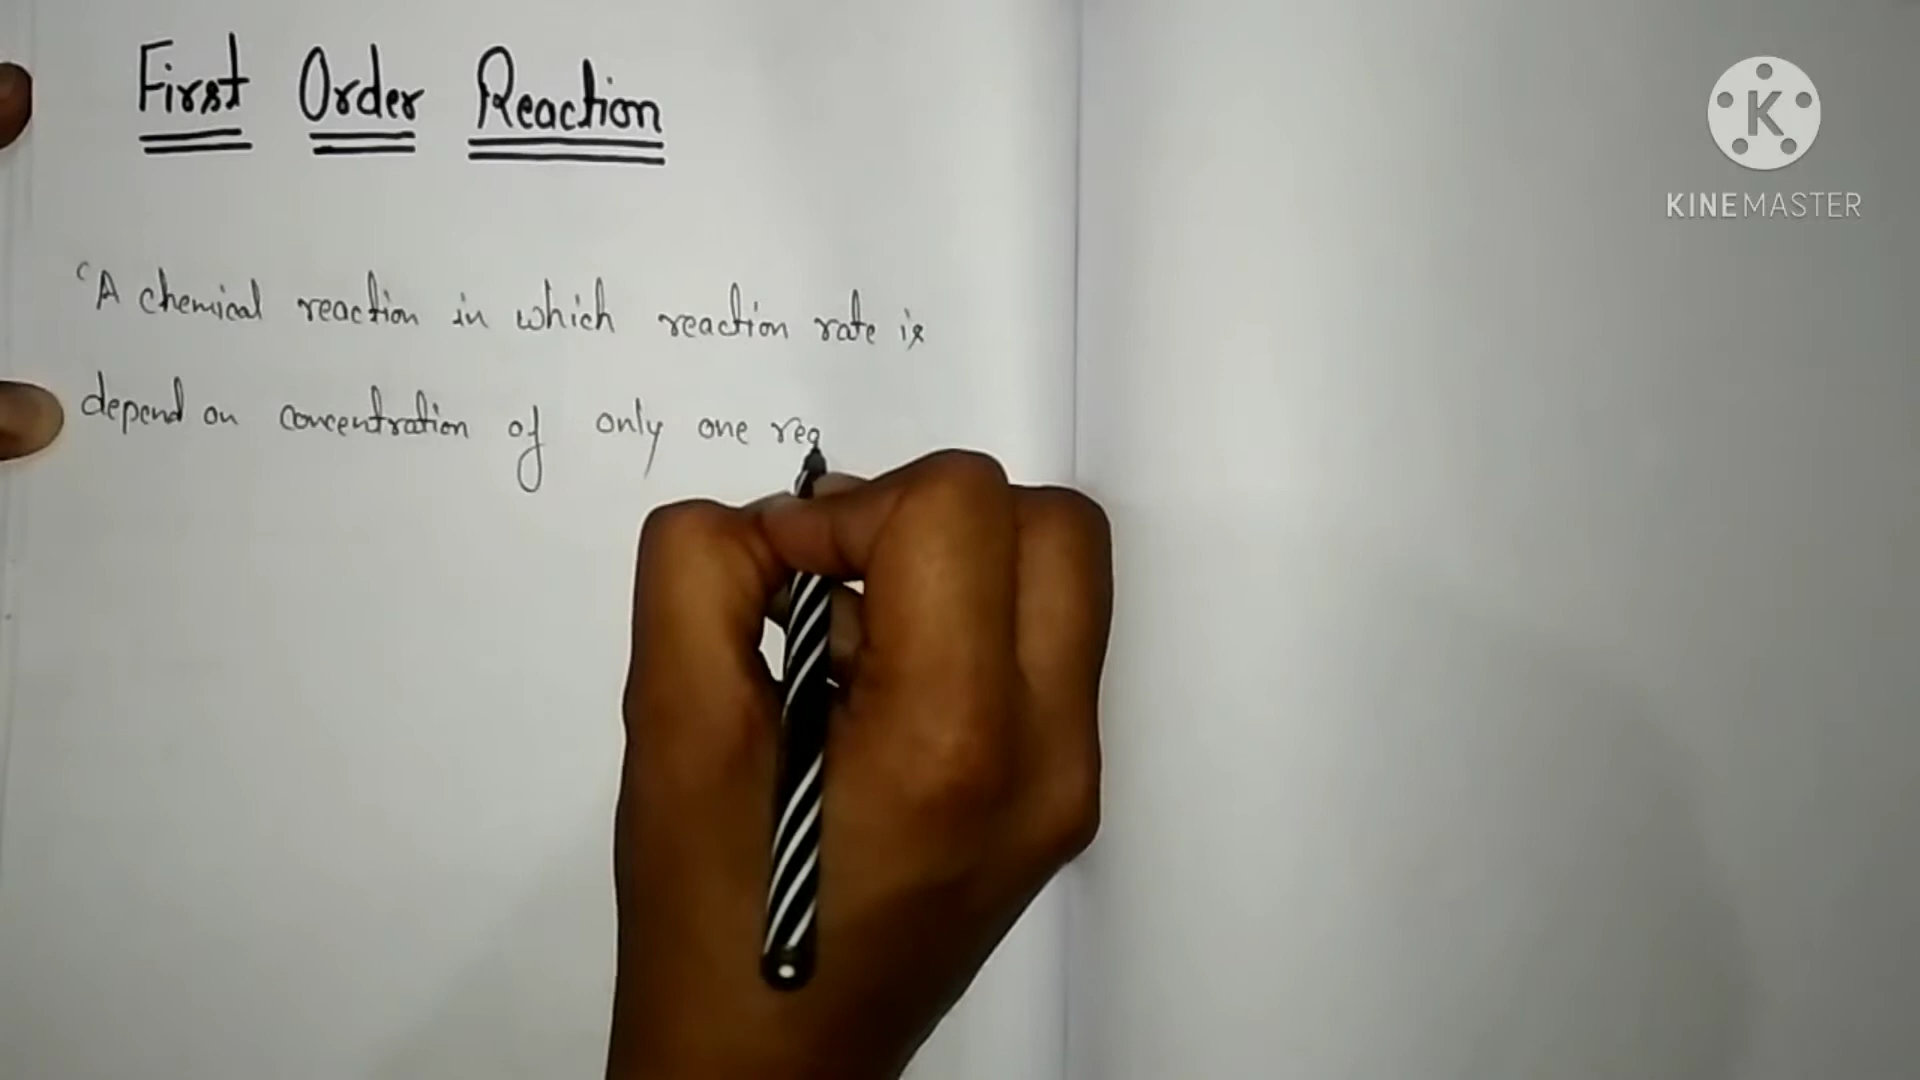 First Order Reaction
K
KINEMASTER
"A chemical reaction in which reaction rate is
depend on concentration of only one rea